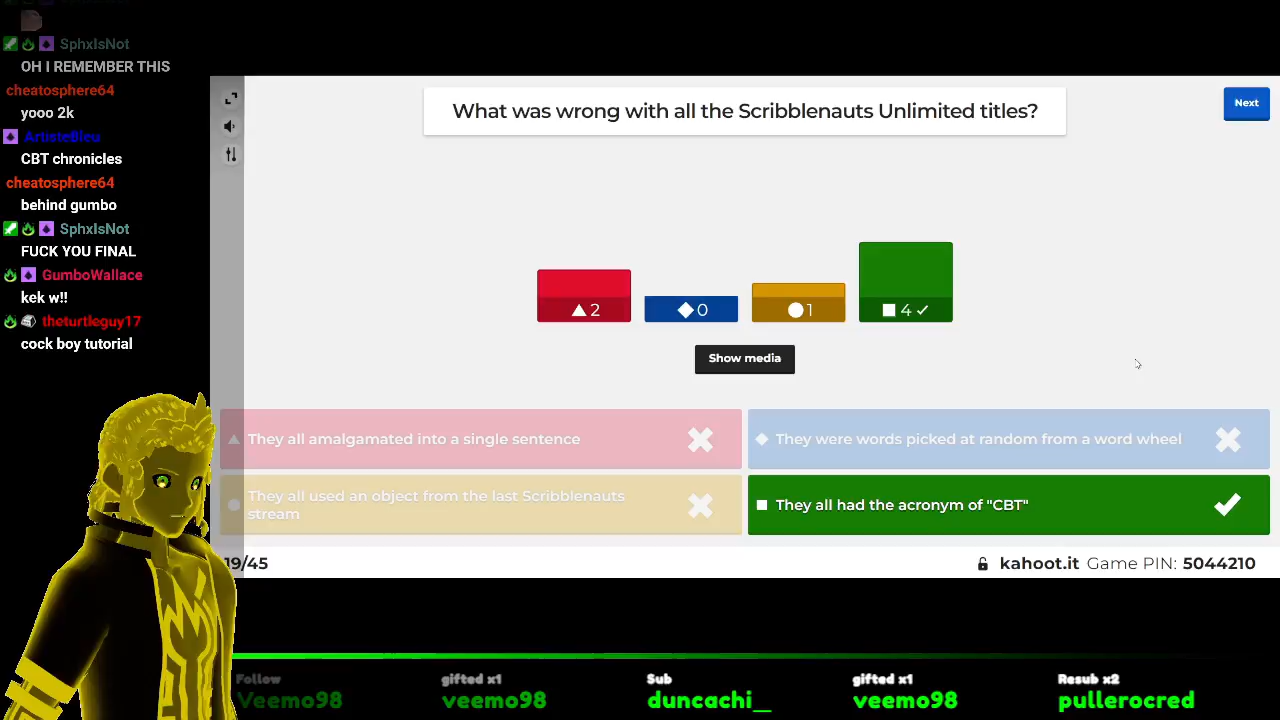 SphxIsNot
OH I REMEMBER THIS
cheatosphere64
yooo 2k
ArtisteBleu
CBT chronicles
cheatosphere64
behind gumbo
SphxIsNot
FUCK YOU FINAL
GumboWallace
kek w!!
theturtleguy17
cock boy tutorial
What was wrong with all the Scribblenauts Unlimited titles?
Next
2
0
1
4
Show media
They all amalgamated into a single sentence
They were words picked at random from a word wheel
They all used an object from the last Scribblenauts
stream
They all had the acronym of "CBT"
19/45
kahoot.it Game PIN: 5044210
Follow
Veemo98
gifted x1
veemo98
Sub
duncachi_
gifted x1
veemo98
Resub x2
pullerocred